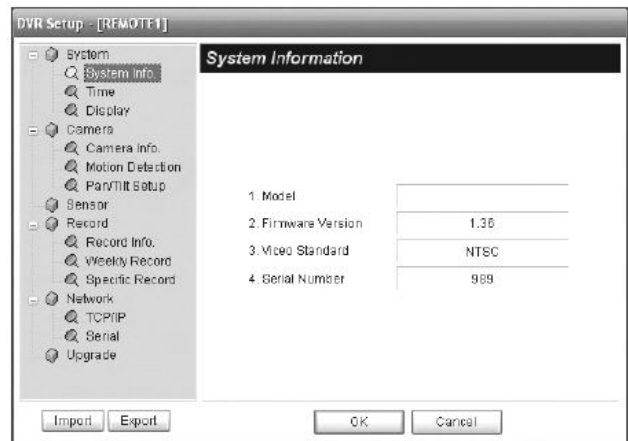 DVR Setup - [REMOTE1]
System
System Info.
Time
Display
Camera
Camera Info.
Motion Detection
Pan/Tilt Setup
Sensor
Record
Record Info.
Weekly Record
Specific Record
Network
TCP/IP
Serial
Upgrade
Import Export
System Information
1. Model
2. Firmware Version 1.36
3. Video Standard NTSC
4. Serial Number 989
OK Cancel